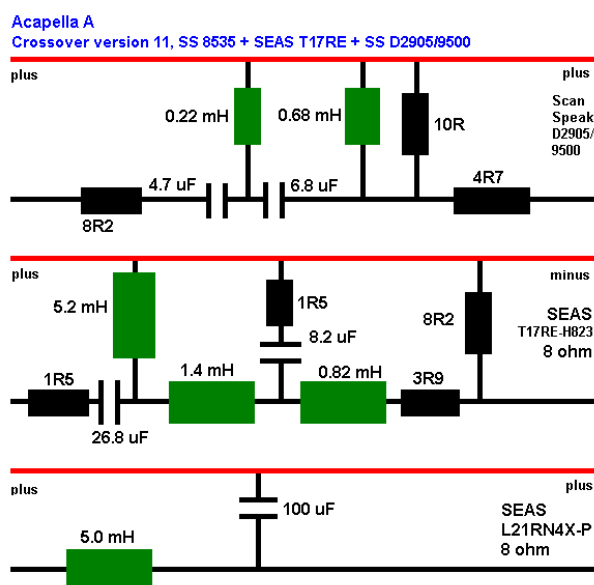 Acapella A
Crossover version 11, SS 8535 + SEAS T17RE + SS D2905/9500
plus
plus
0.22 mH
0.68 mH
10R
Scan
Speak
D2905/
9500
4.7 uF
6.8 uF
4R7
8R2
plus
minus
5.2 mH
1R5
8R2
SEAS
T17RE-H823
8 ohm
8.2 uF
1R5
1.4 mH
0.82 mH
3R9
26.8 uF
plus
plus
100 uF
SEAS
L21RN4X-P
8 ohm
5.0 mH